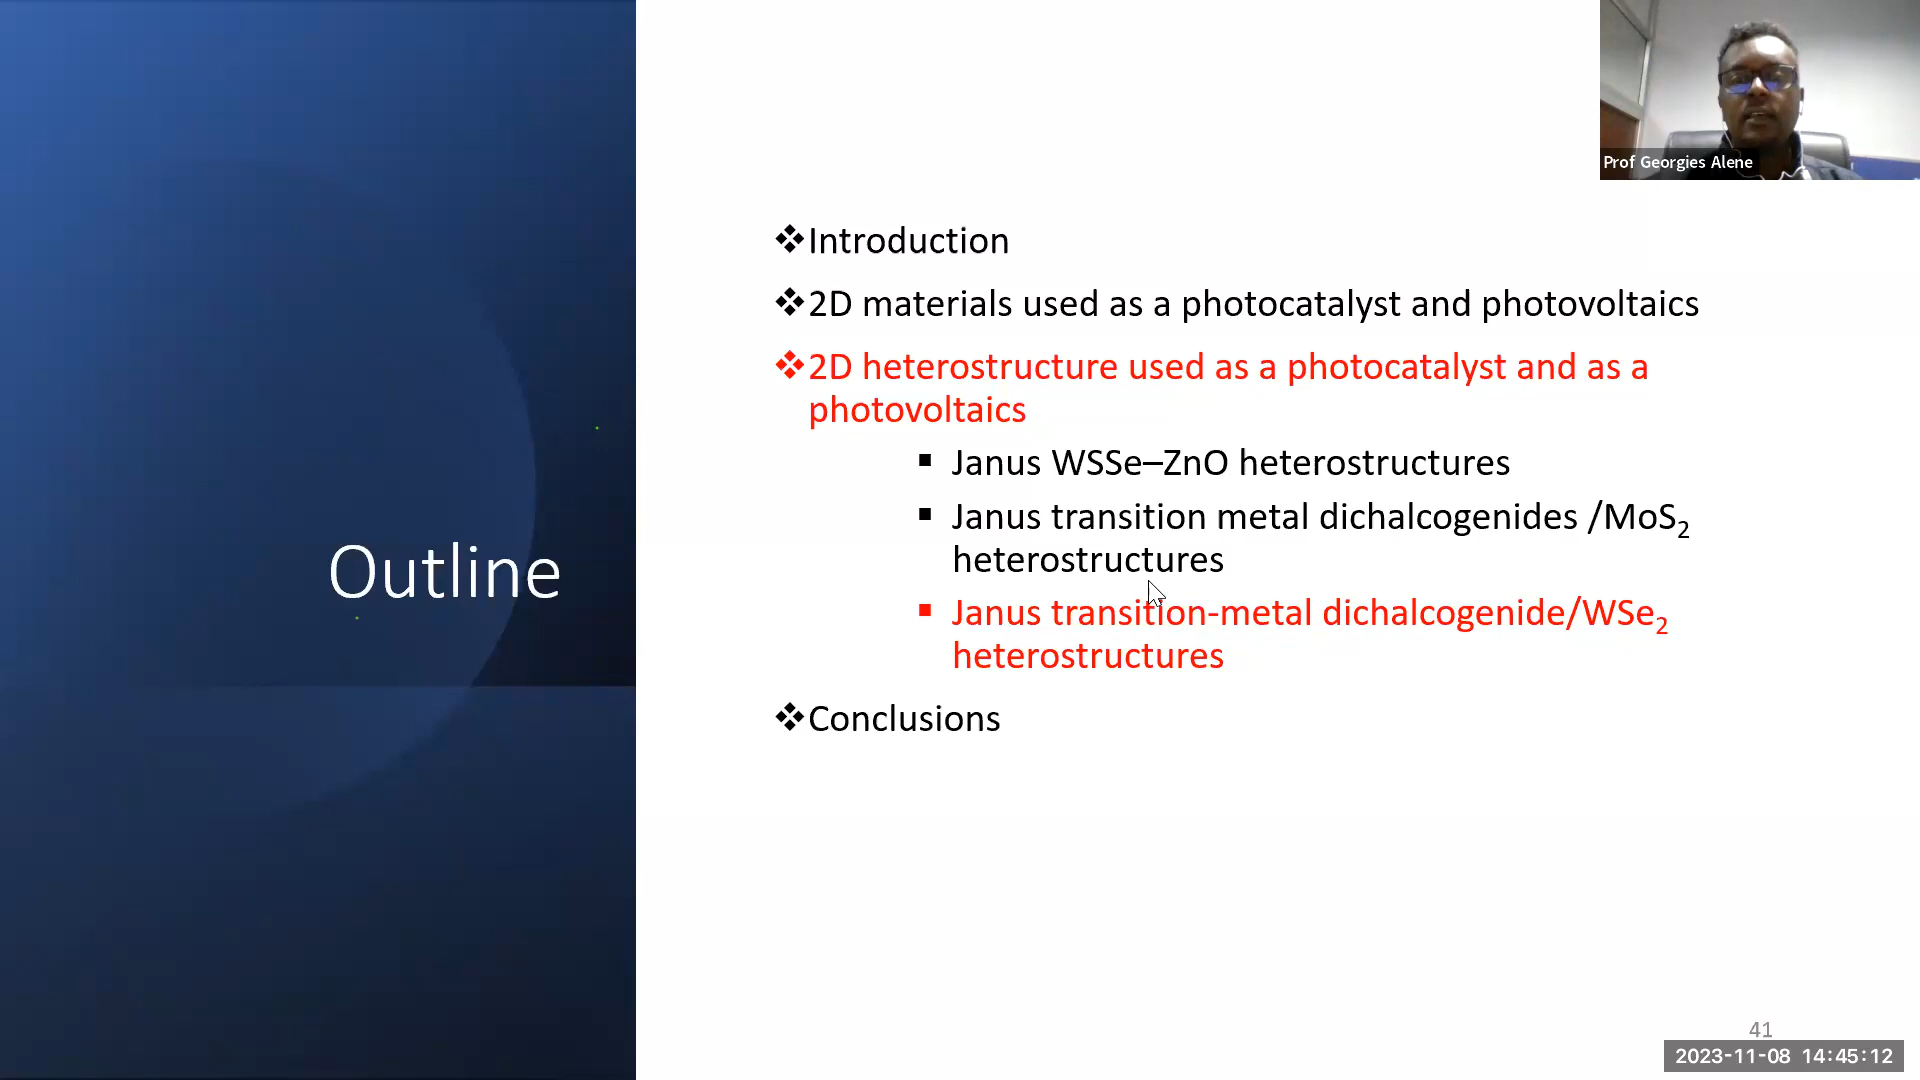 Prof Georgies Alene
Outline
❖Introduction
❖2D materials used as a photocatalyst and photovoltaics
❖2D heterostructure used as a photocatalyst and as a
photovoltaics
▪ Janus WSSe–ZnO heterostructures
▪ Janus transition metal dichalcogenides /MoS₂
heterostructures
▪ Janus transition-metal dichalcogenide/WSe₂
heterostructures
❖Conclusions
41
2023-11-08 14:45:12